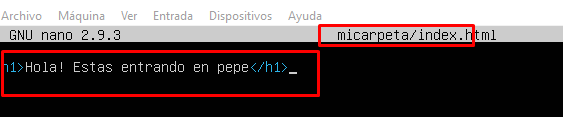 Archivo Máquina Ver Entrada Dispositivos Ayuda
GNU nano 2.9.3 micarpeta/index.html
h1>Hola! Estas entrando en pepe</h1>_